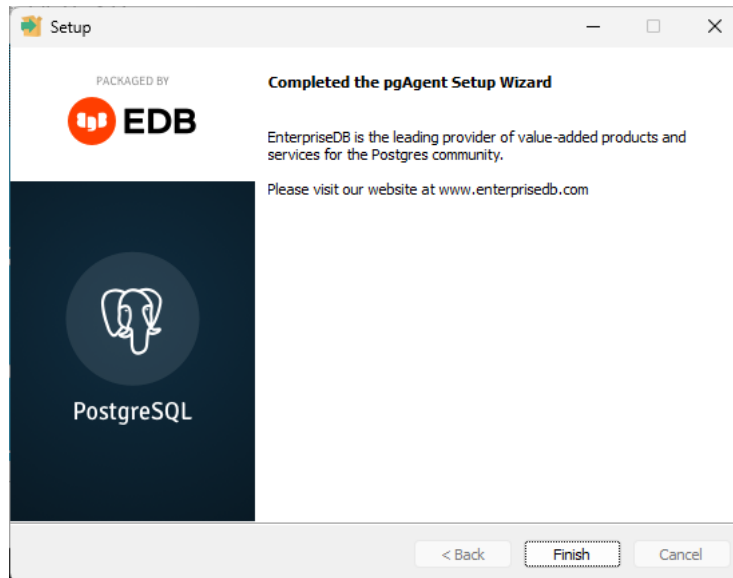 Setup
PACKAGED BY
EDB
PostgreSQL
Completed the pgAgent Setup Wizard
EnterpriseDB is the leading provider of value-added products and
services for the Postgres community.
Please visit our website at www.enterprisedb.com
< Back
Finish
Cancel